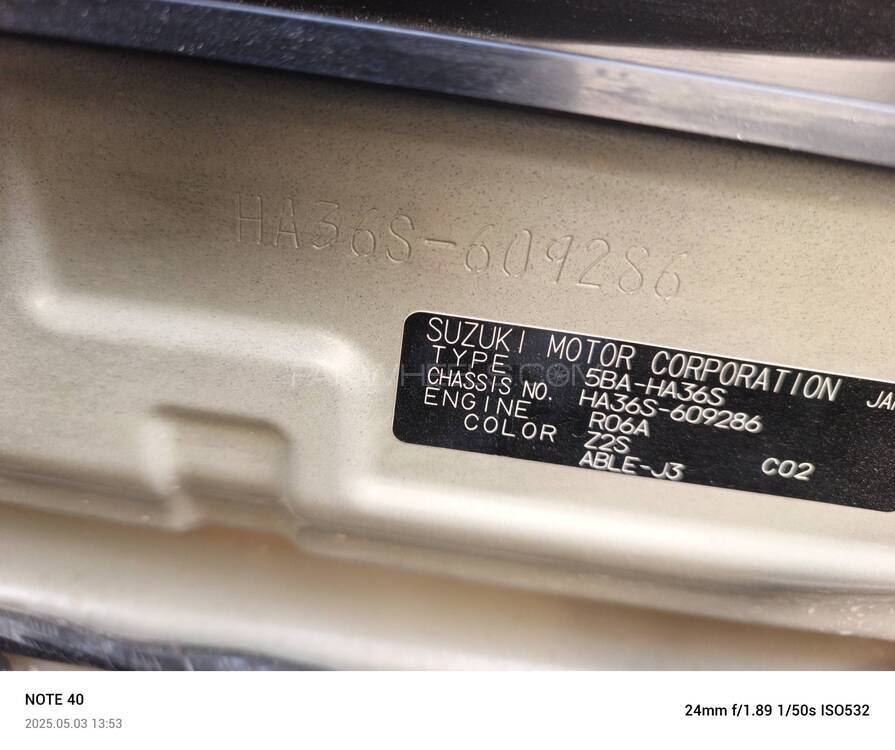 HA36S-609286
SUZUKI MOTOR CORPORATION JA
TYPE 5BA-HA36S
CHASSIS NO. HA36S-609286
ENGINE R06A
COLOR Z2S
ABLE-J3 C02
NOTE 40
2025.05.03 13:53
24mm f/1.89 1/50s ISO532